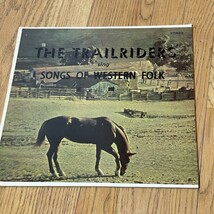 THE TRAILRIDERS
sing
SONGS OF WESTERN FOLK